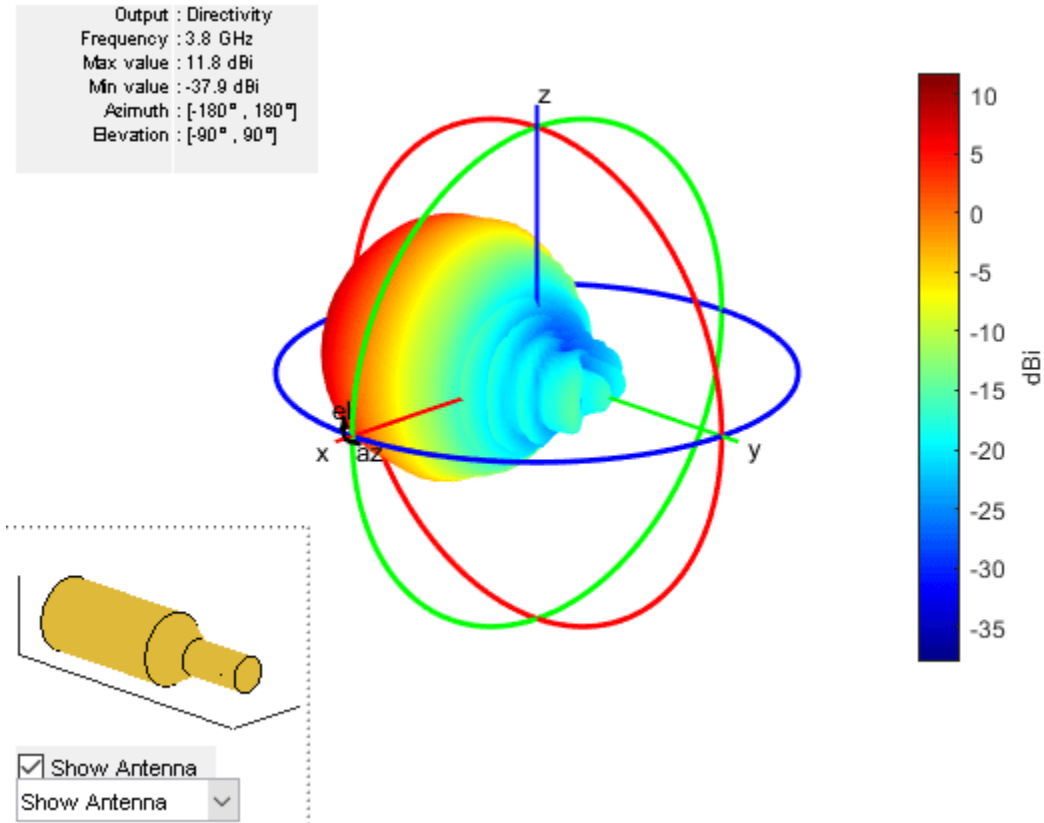 Output : Directivity
Frequency : 3.8 GHz
Max value : 11.8 dBi
Min value : -37.9 dBi
Azimuth : [-180° , 180°]
Elevation : [-90° , 90°]
z
x
az
el
y
10
5
0
-5
-10
-15
-20
-25
-30
-35
dBi
Show Antenna
Show Antenna